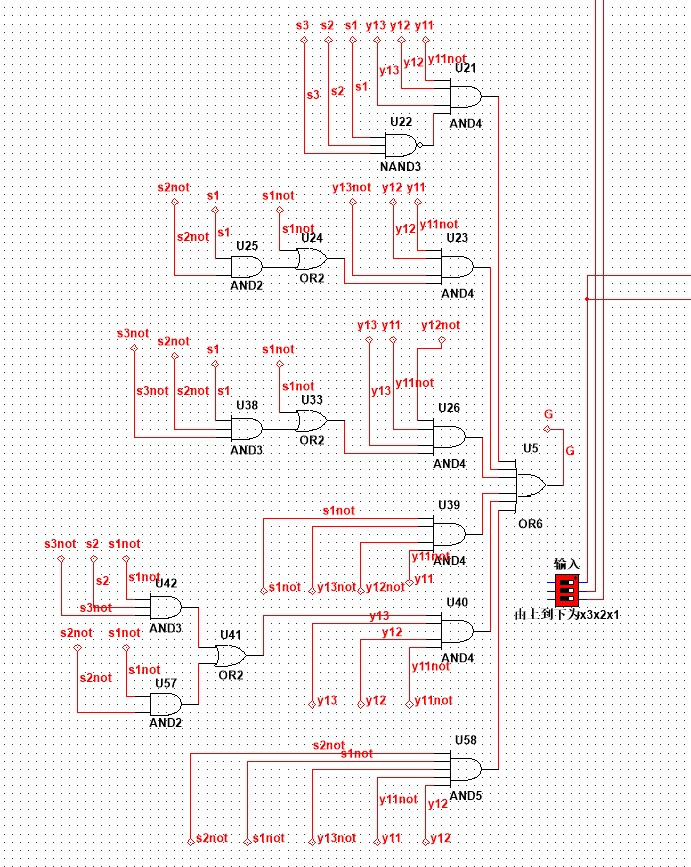 s3 s2 s1 y13 y12 y11
s3 s2 s1 y13 y12 y11not
U21
AND4
U22
NAND3
s2not s1 s1not y13not y12 y11
s2not s1 s1not y12 y11not
U25
AND2
U24
OR2
U23
AND4
s3not s2not s1 s1not y13 y11 y12not
s3not s2not s1 s1not y13 y11not
U38
AND3
U33
OR2
U26
AND4
G
G
U5
OR6
s1not
U39
AND4
y11not
s1not y13not y12not y11
输入
由上到下为x3x2x1
s3not s2 s1not
s3not s2 s1not
U42
AND3
s2not s1not
s2not s1not
U57
AND2
U41
OR2
y13
y12
y11not
U40
AND4
y13 y12 y11not
s2not
s1not
y11not
y12
U58
AND5
s2not s1not y13not y11 y12